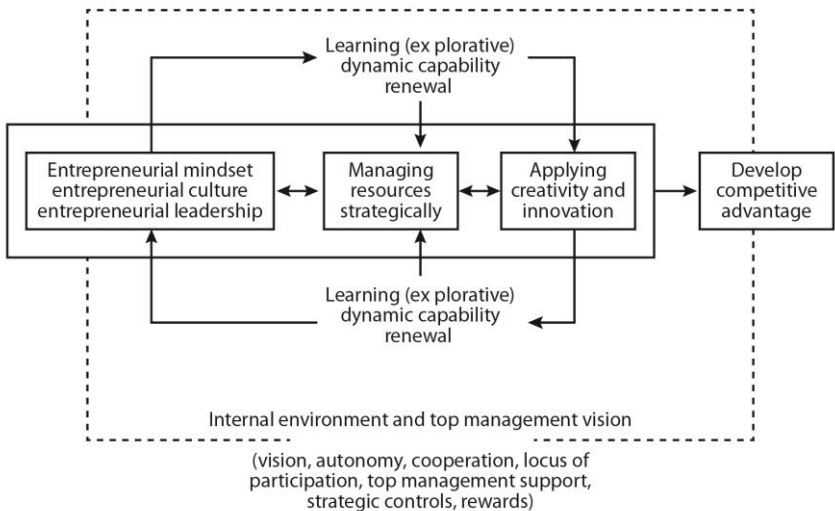 Learning (ex plorative)
dynamic capability
renewal
Entrepreneurial mindset
entrepreneurial culture
entrepreneurial leadership
Managing
resources
strategically
Applying
creativity and
innovation
Develop
competitive
advantage
Learning (ex plorative)
dynamic capability
renewal
Internal environment and top management vision
(vision, autonomy, cooperation, locus of
participation, top management support,
strategic controls, rewards)